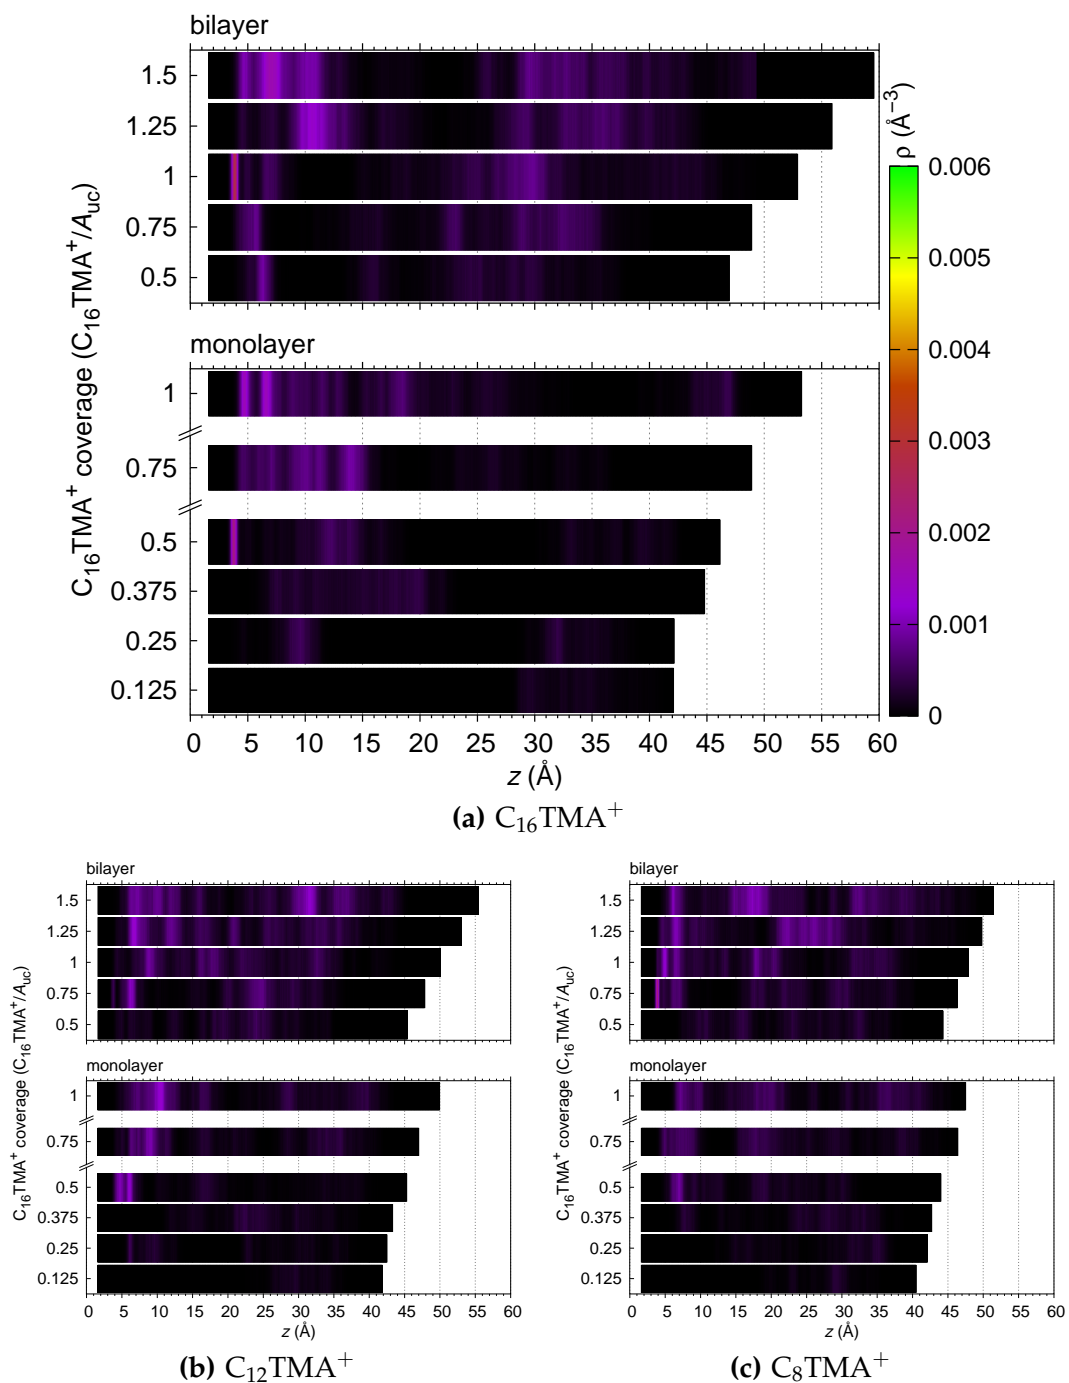 bilayer
1.5
1.25
1
0.75
0.5
monolayer
1
0.75
0.5
0.375
0.25
0.125
C16TMA+ coverage (C16TMA+/Auc)
0 5 10 15 20 25 30 35 40 45 50 55 60
z (Å)
ρ (Å−3)
0.006
0.005
0.004
0.003
0.002
0.001
0
(a) C16TMA+
bilayer
1.5
1.25
1
0.75
0.5
monolayer
1
0.75
0.5
0.375
0.25
0.125
C16TMA+ coverage (C16TMA+/Auc)
0 5 10 15 20 25 30 35 40 45 50 55 60
z (Å)
(b) C12TMA+
bilayer
1.5
1.25
1
0.75
0.5
monolayer
1
0.75
0.5
0.375
0.25
0.125
C16TMA+ coverage (C16TMA+/Auc)
0 5 10 15 20 25 30 35 40 45 50 55 60
z (Å)
(c) C8TMA+